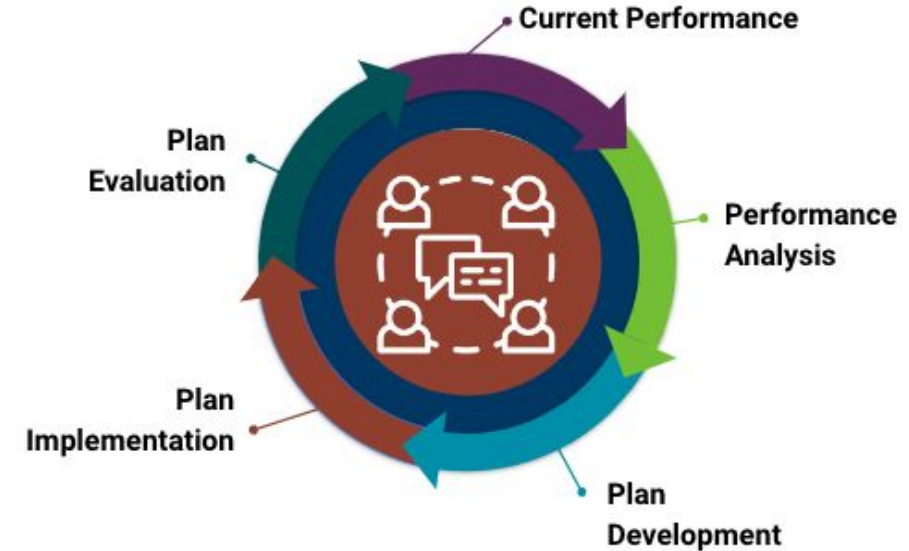 Current Performance
Performance
Analysis
Plan
Development
Plan
Implementation
Plan
Evaluation